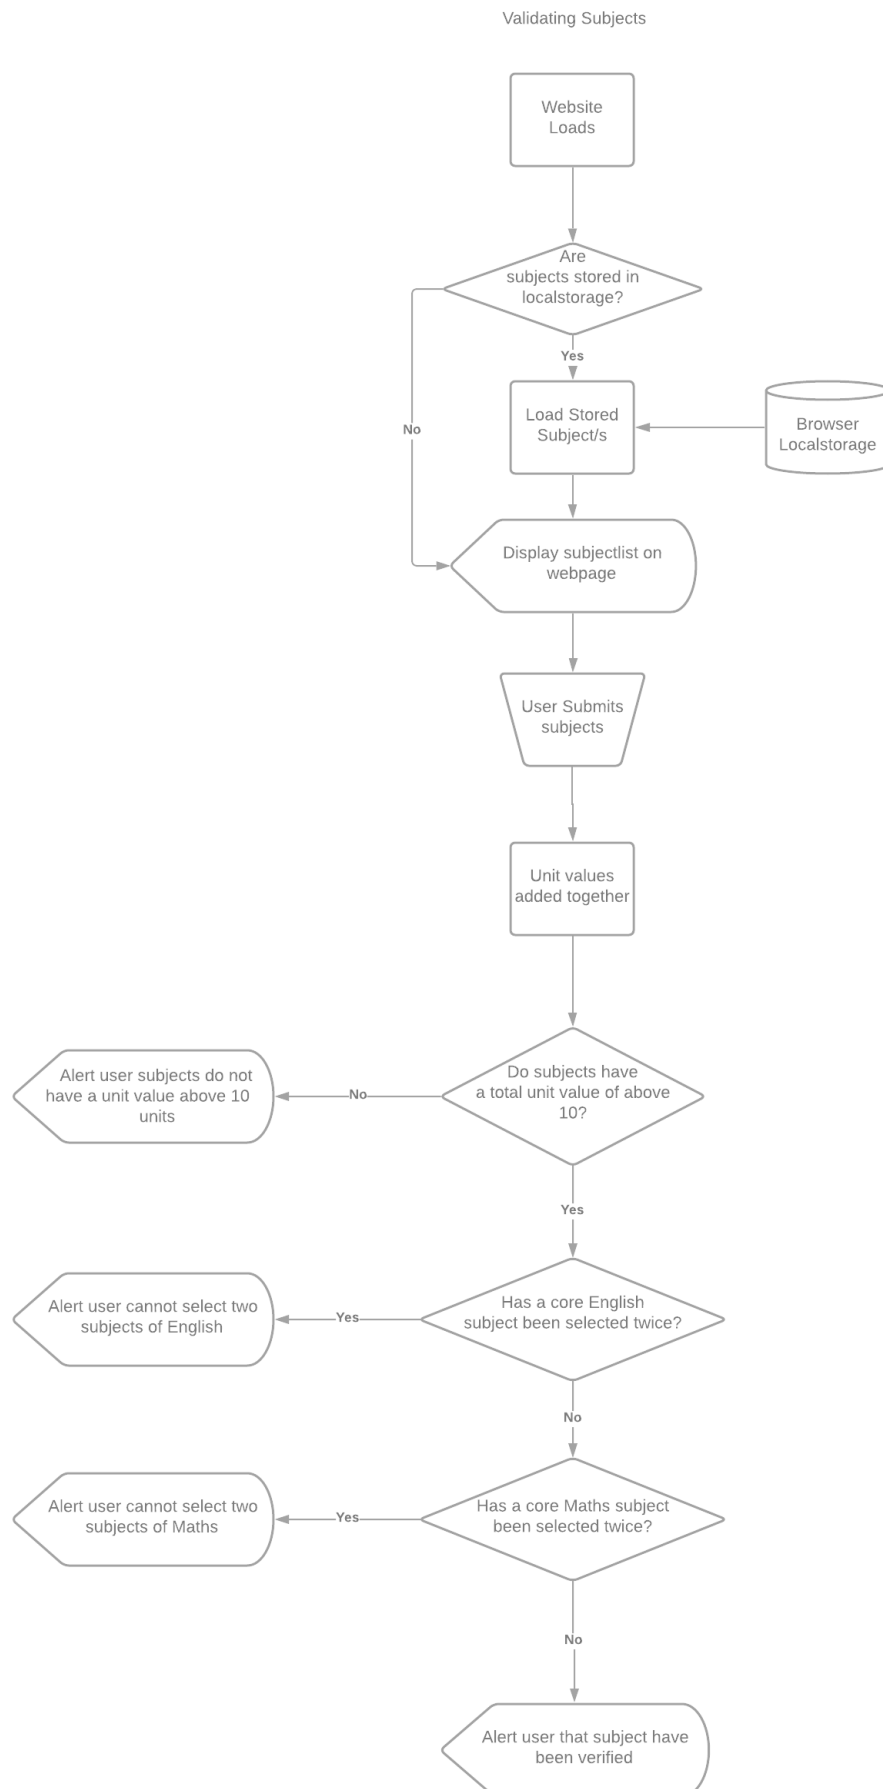 Validating Subjects
Website
Loads
Are
subjects stored in
localstorage?
Yes
No
Load Stored
Subject/s
Browser
Localstorage
Display subjectlist on
webpage
User Submits
subjects
Unit values
added together
Do subjects have
a total unit value of above
10?
No
Alert user subjects do not
have a unit value above 10
units
Yes
Has a core English
subject been selected twice?
Yes
Alert user cannot select two
subjects of English
No
Has a core Maths subject
been selected twice?
Yes
Alert user cannot select two
subjects of Maths
No
Alert user that subject have
been verified